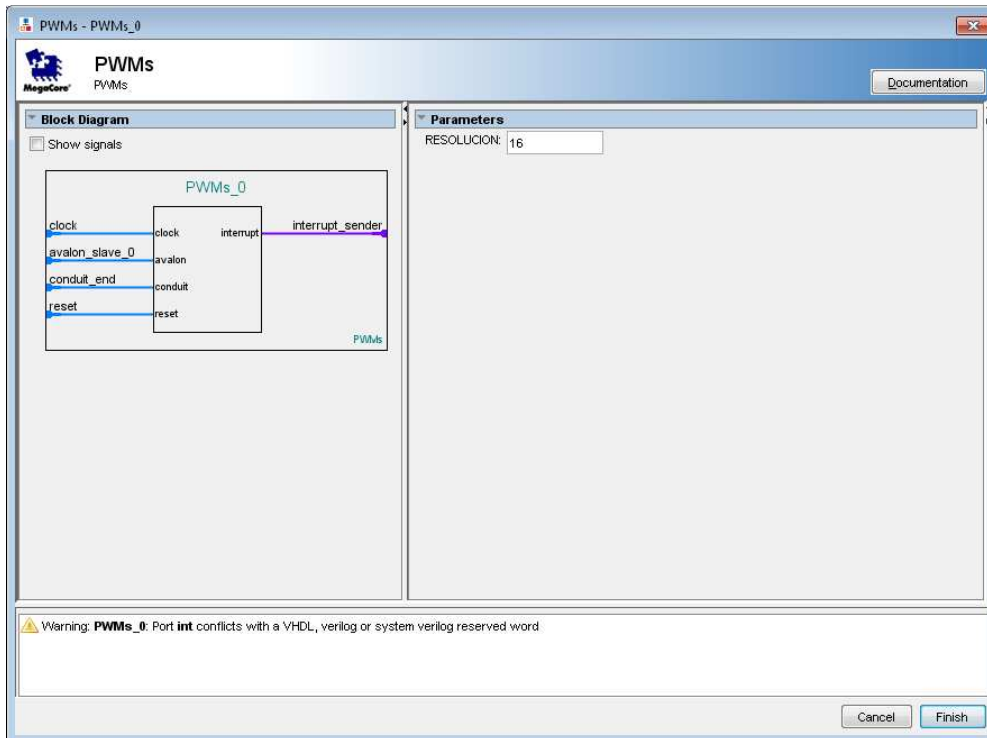 PWMs - PWMs_0
PWMs
PWMs
MegaCore®
Documentation
Block Diagram
Show signals
PWMs_0
clock
clock
interrupt
interrupt_sender
avalon_slave_0
avalon
conduit_end
conduit
reset
reset
PWMs
Parameters
RESOLUCION: 16
Warning: PWMs_0: Port int conflicts with a VHDL, verilog or system verilog reserved word
Cancel
Finish